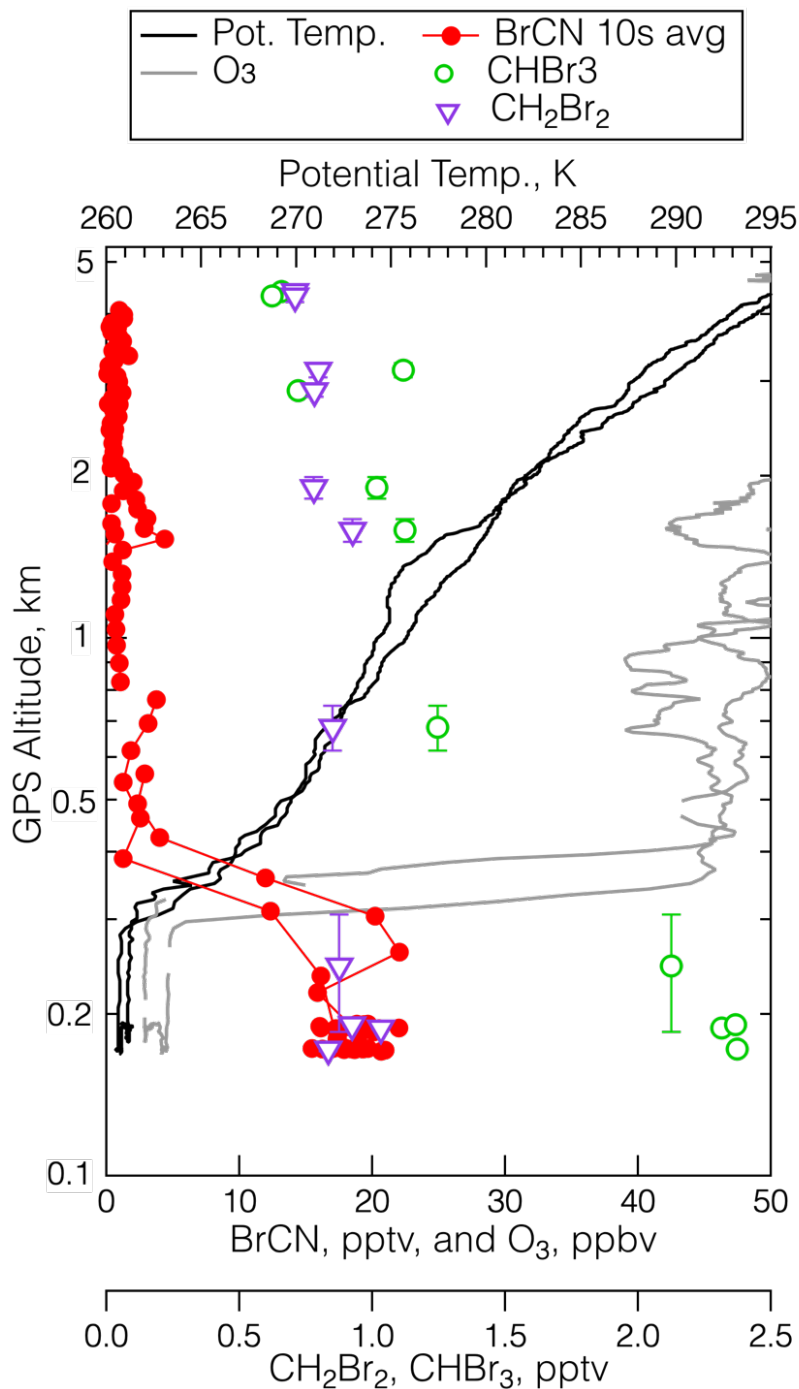 Pot. Temp. BrCN 10s avg
O₃ CHBr3
CH₂Br₂
Potential Temp., K
260 265 270 275 280 285 290 295
5
2
1
0.5
0.2
0.1
GPS Altitude, km
0 10 20 30 40 50
BrCN, pptv, and O₃, ppbv
0.0 0.5 1.0 1.5 2.0 2.5
CH₂Br₂, CHBr₃, pptv